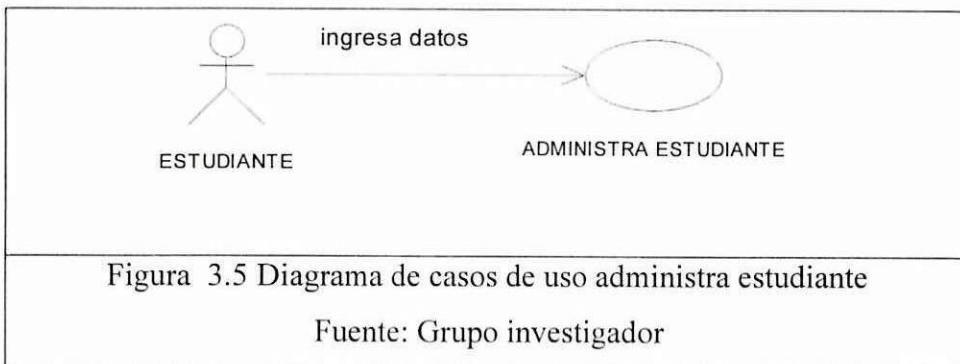 ingresa datos
ESTUDIANTE
ADMINISTRA ESTUDIANTE
Figura 3.5 Diagrama de casos de uso administra estudiante
Fuente: Grupo investigador